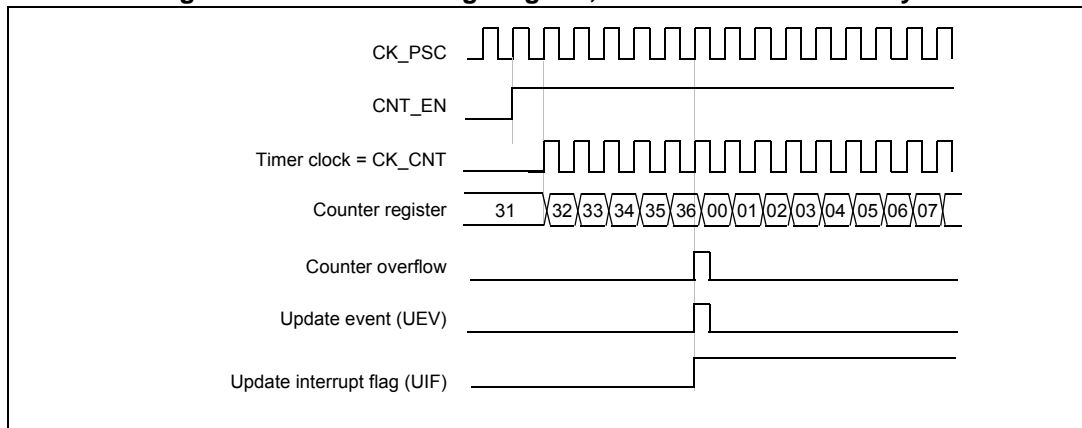 CK_PSC
CNT_EN
Timer clock = CK_CNT
Counter register 31 32 33 34 35 36 00 01 02 03 04 05 06 07
Counter overflow
Update event (UEV)
Update interrupt flag (UIF)